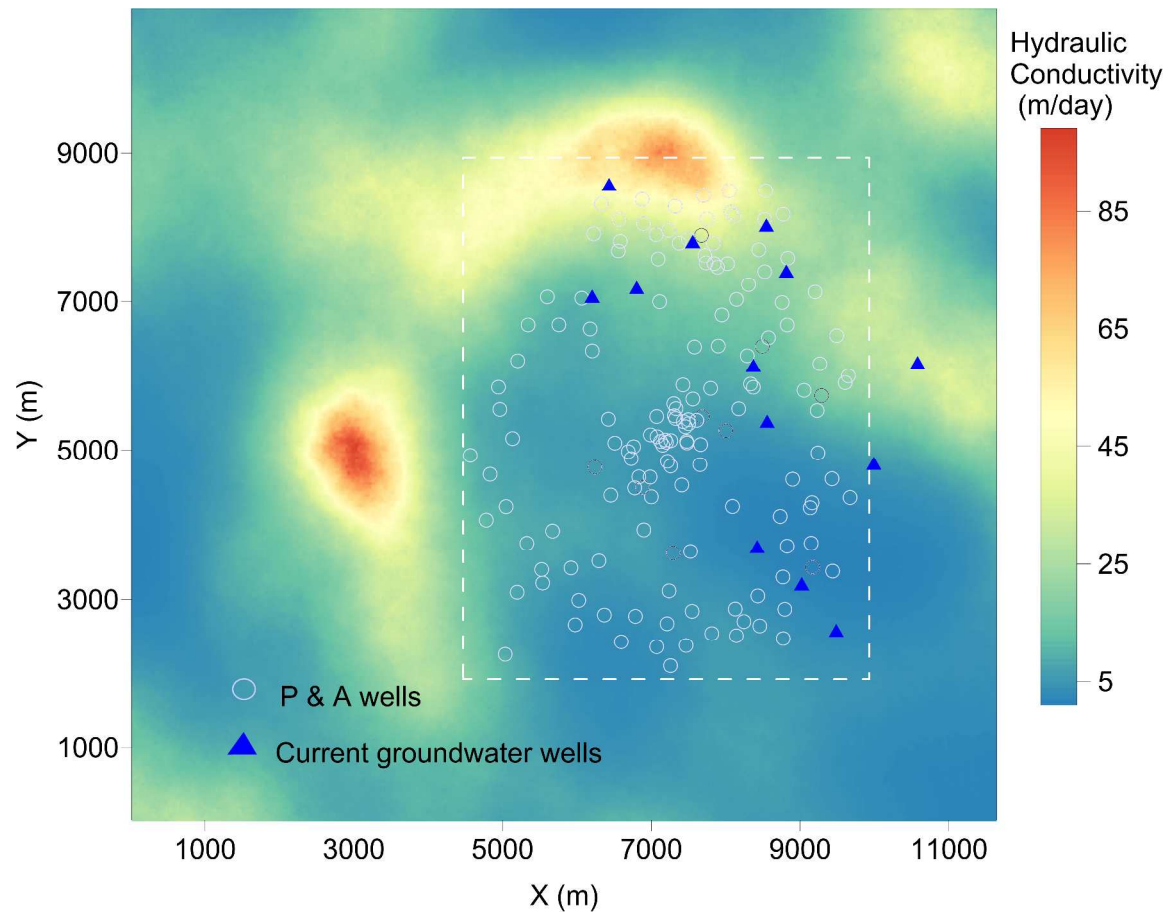 Hydraulic
Conductivity
(m/day)
85
65
45
25
5
9000
7000
5000
3000
1000
Y (m)
P & A wells
Current groundwater wells
1000 3000 5000 7000 9000 11000
X (m)